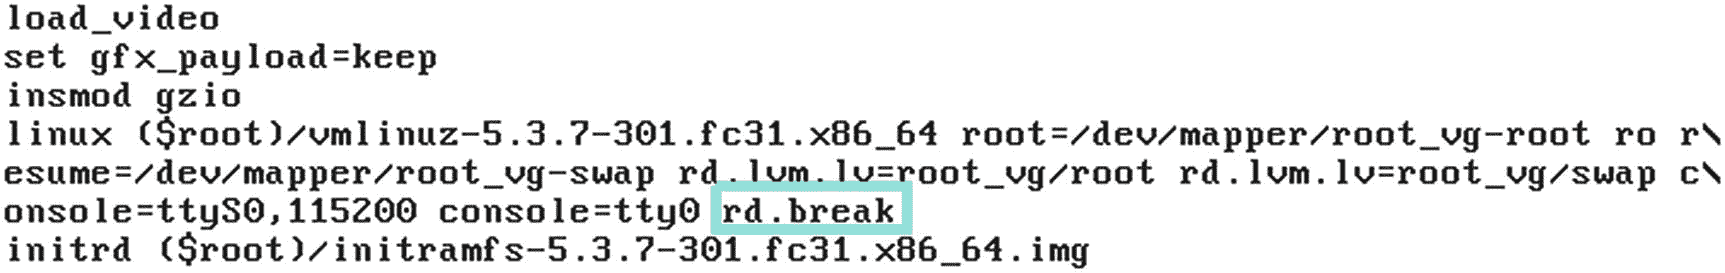 load_video
set gfx_payload=keep
insmod gzio
linux ($root)/vmlinuz-5.3.7-301.fc31.x86_64 root=/dev/mapper/root_vg-root ro r\
esume=/dev/mapper/root_vg-swap rd.lvm.lv=root_vg/root rd.lvm.lv=root_vg/swap c\
onsole=ttyS0,115200 console=tty0 rd.break
initrd ($root)/initramfs-5.3.7-301.fc31.x86_64.img